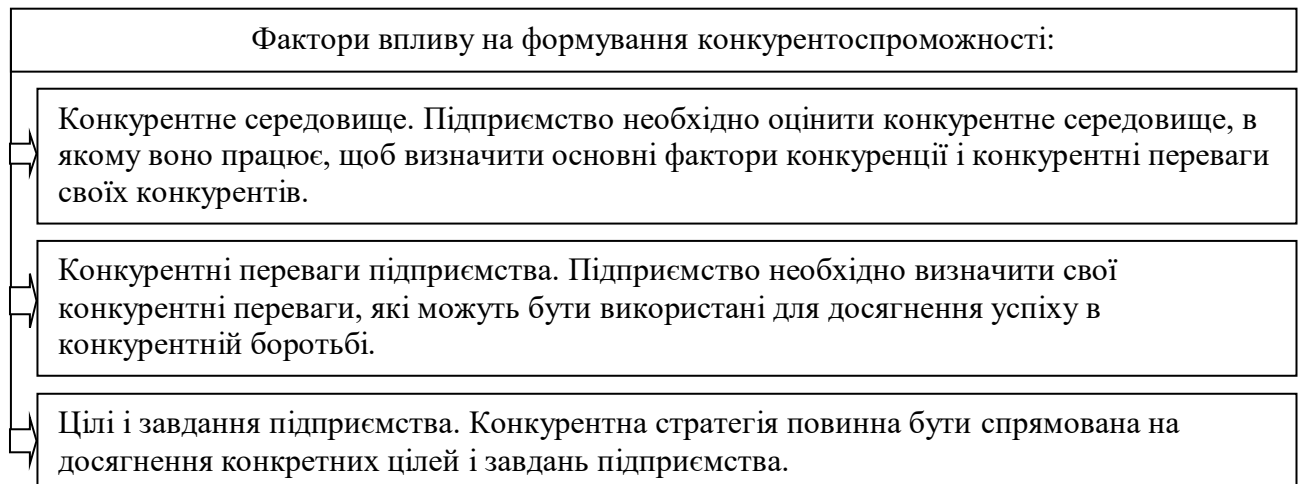 Фактори впливу на формування конкурентоспроможності:
Конкурентне середовище. Підприємство необхідно оцінити конкурентне середовище, в
якому воно працює, щоб визначити основні фактори конкуренції і конкурентні переваги
своїх конкурентів.
Конкурентні переваги підприємства. Підприємство необхідно визначити свої
конкурентні переваги, які можуть бути використані для досягнення успіху в
конкурентній боротьбі.
Цілі і завдання підприємства. Конкурентна стратегія повинна бути спрямована на
досягнення конкретних цілей і завдань підприємства.